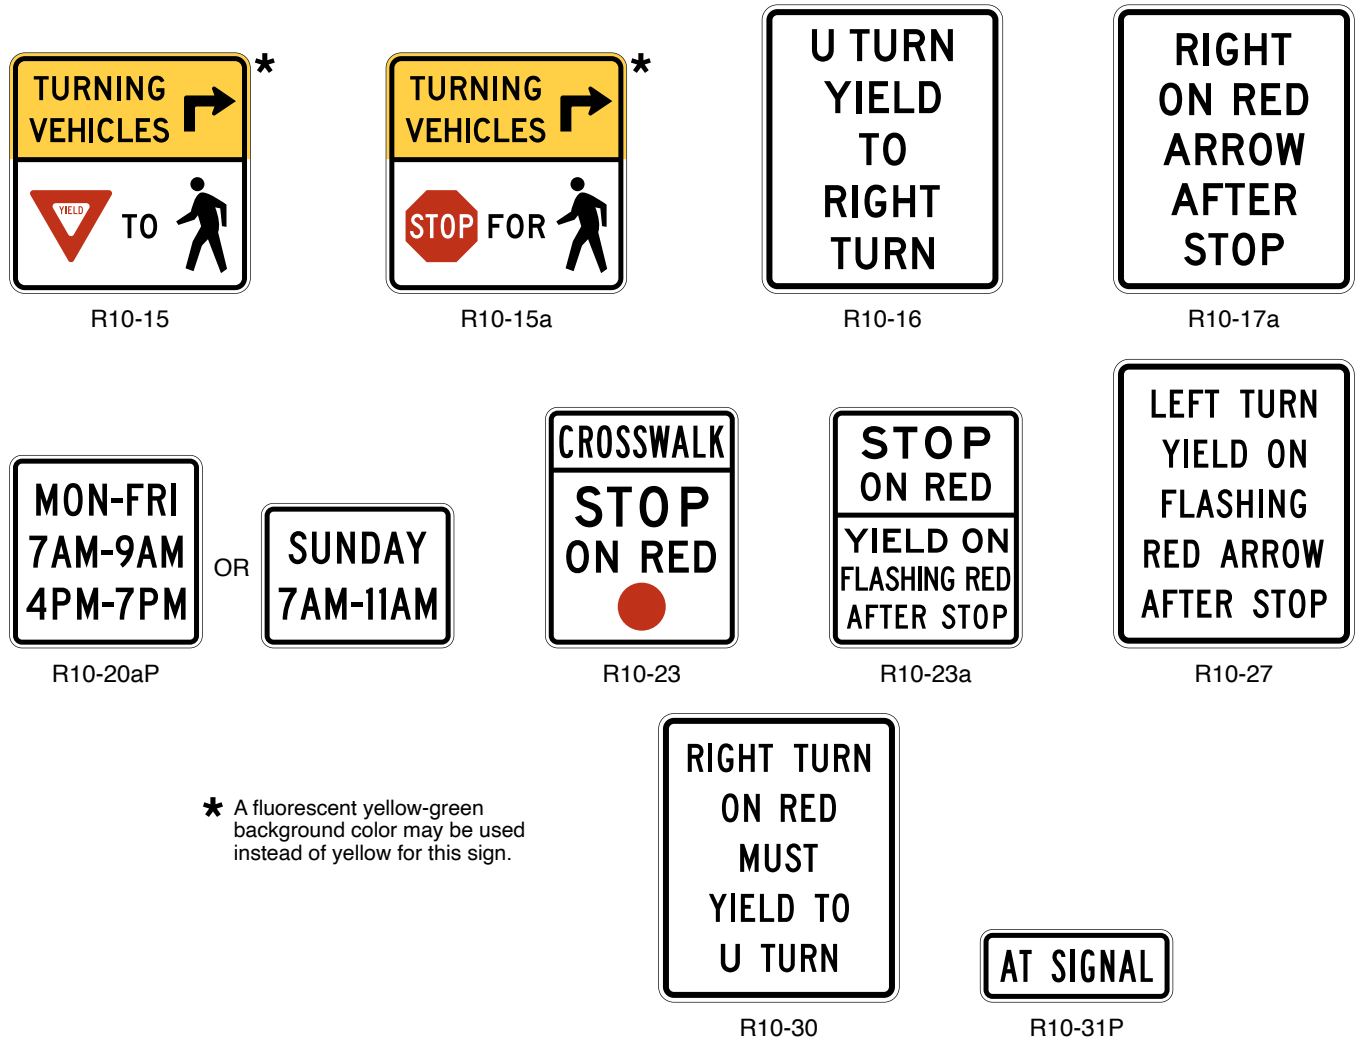 TURNING
VEHICLES
YIELD
TO
*
R10-15
TURNING
VEHICLES
STOP FOR
*
R10-15a
U TURN
YIELD
TO
RIGHT
TURN
R10-16
RIGHT
ON RED
ARROW
AFTER
STOP
R10-17a
MON-FRI
7AM-9AM
4PM-7PM
OR
SUNDAY
7AM-11AM
R10-20aP
CROSSWALK
STOP
ON RED
R10-23
STOP
ON RED
YIELD ON
FLASHING RED
AFTER STOP
R10-23a
LEFT TURN
YIELD ON
FLASHING
RED ARROW
AFTER STOP
R10-27
* A fluorescent yellow-green
background color may be used
instead of yellow for this sign.
RIGHT TURN
ON RED
MUST
YIELD TO
U TURN
R10-30
AT SIGNAL
R10-31P